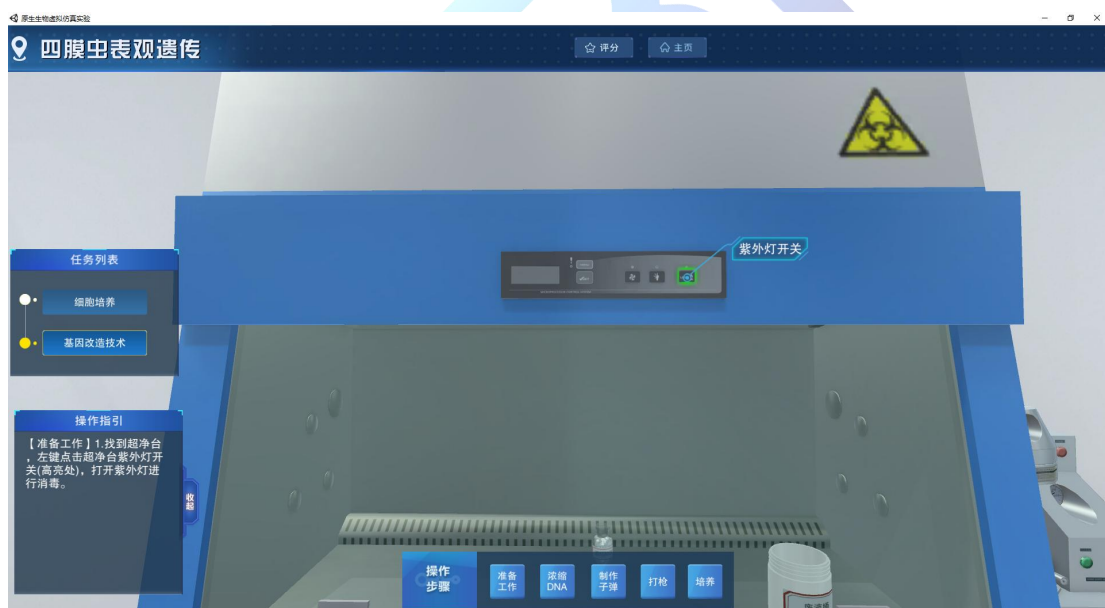 原生生物虚拟仿真实验
四膜虫表观遗传
评分
主页
紫外灯开关
任务列表
细胞培养
基因改造技术
操作指引
【准备工作】1.找到超净台
，左键点击超净台紫外灯开
关(高亮处)，打开紫外灯进
行消毒。
收起
操作
步骤
准备
工作
浓缩
DNA
制作
子弹
打枪
培养